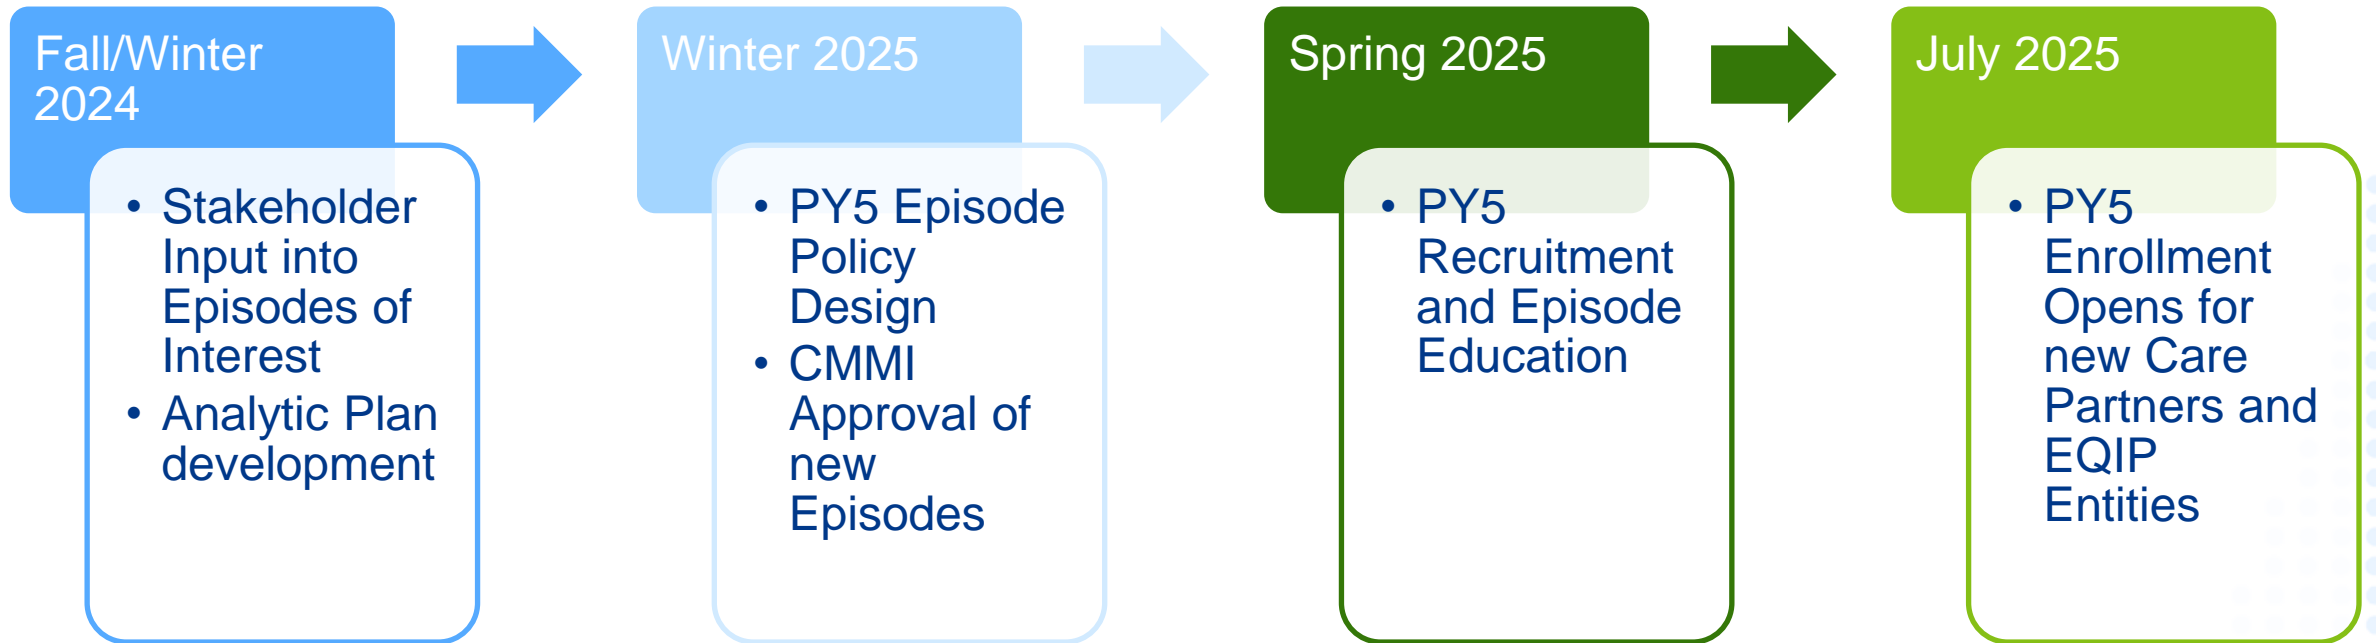 Fall/Winter
2024
• Stakeholder
Input into
Episodes of
Interest
• Analytic Plan
development
Winter 2025
• PY5 Episode
Policy
Design
• CMMI
Approval of
new
Episodes
Spring 2025
• PY5
Recruitment
and Episode
Education
July 2025
• PY5
Enrollment
Opens for
new Care
Partners and
EQIP
Entities